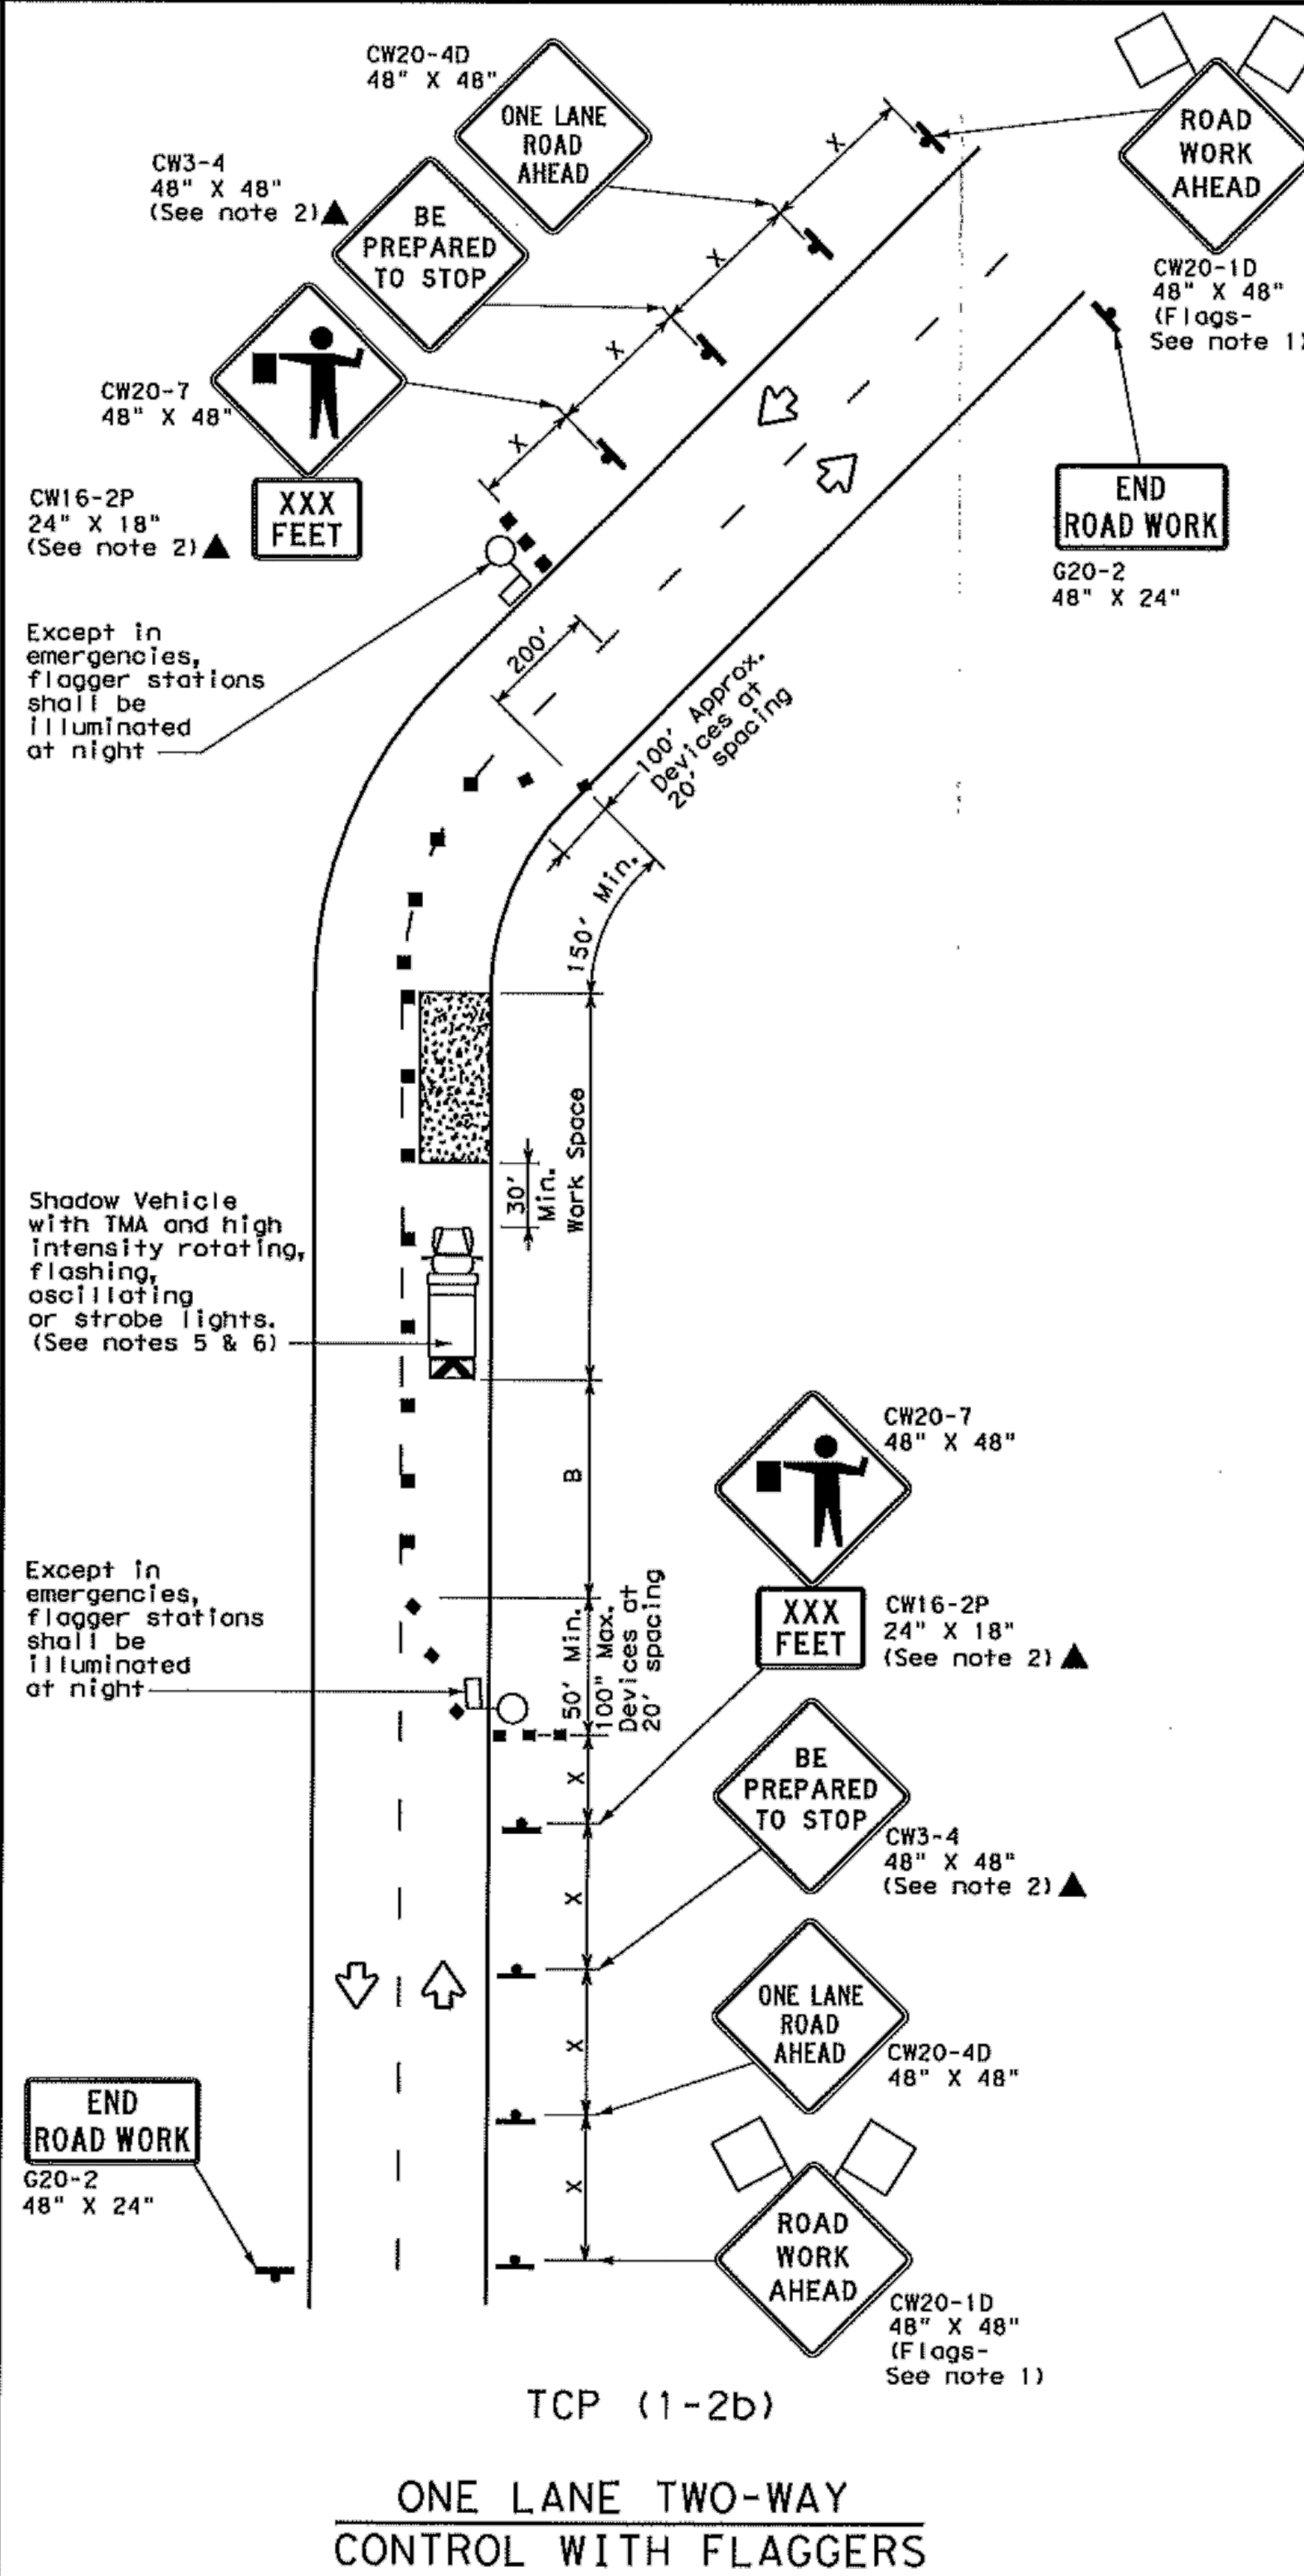 CW20-4D
48" X 48"
ONE LANE
ROAD
AHEAD
ROAD
WORK
AHEAD
CW20-1D
48" X 48"
(Flags-
See note 1)
CW3-4
48" X 48"
(See note 2)▲
BE
PREPARED
TO STOP
X
X
X
X
CW20-7
48" X 48"
CW16-2P
24" X 18"
(See note 2)▲
XXX
FEET
END
ROAD WORK
G20-2
48" X 24"
Except in
emergencies,
flagger stations
shall be
illuminated
at night
200'
100' Approx.
Devices at
20' spacing
150' Min.
Work Space
30'
Min.
Shadow Vehicle
with TMA and high
intensity rotating,
flashing,
oscillating
or strobe lights.
(See notes 5 & 6)
B
CW20-7
48" X 48"
XXX
FEET
CW16-2P
24" X 18"
(See note 2)▲
Except in
emergencies,
flagger stations
shall be
illuminated
at night
50' Min.
100" Max.
Devices at
20' spacing
X
BE
PREPARED
TO STOP
CW3-4
48" X 48"
(See note 2)▲
X
ONE LANE
ROAD
AHEAD
CW20-4D
48" X 48"
X
END
ROAD WORK
G20-2
48" X 24"
X
ROAD
WORK
AHEAD
CW20-1D
48" X 48"
(Flags-
See note 1)
TCP (1-2b)
ONE LANE TWO-WAY
CONTROL WITH FLAGGERS